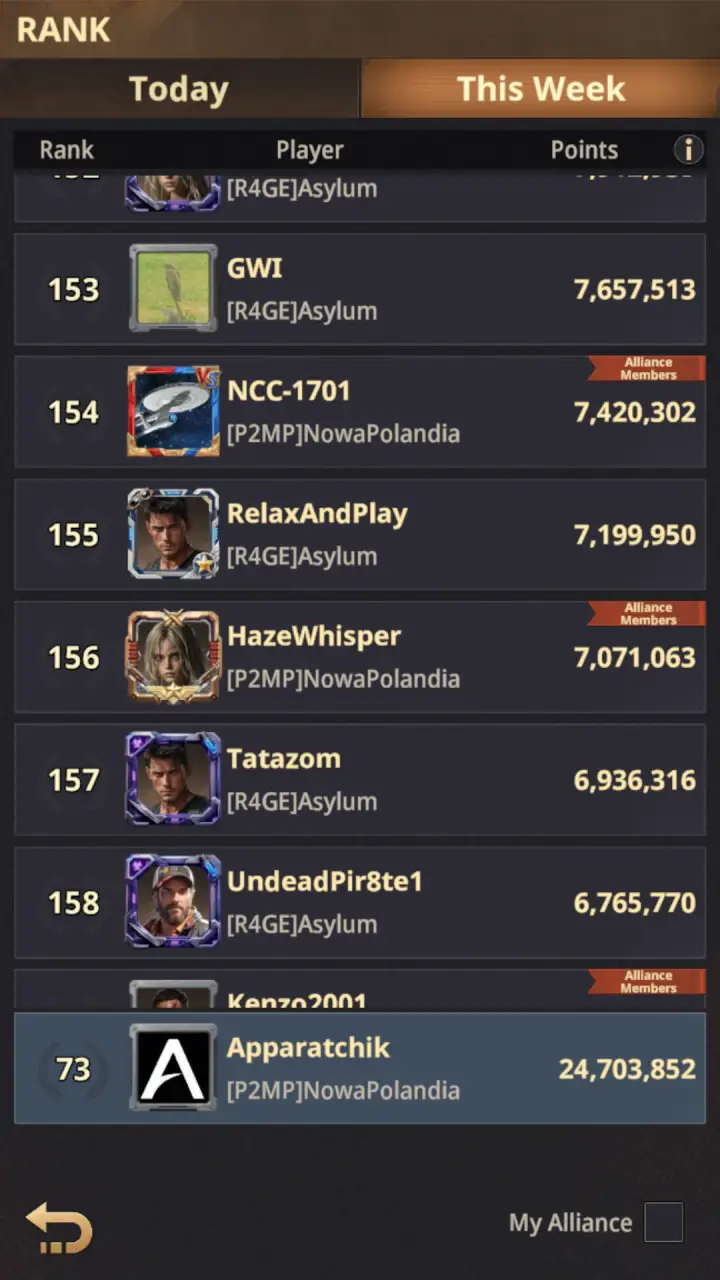 RANK
Today
This Week
Rank
Player
Points
i
[R4GE]Asylum
153
GWI
[R4GE]Asylum
7,657,513
154
VS
NCC-1701
[P2MP]NowaPolandia
Alliance
Members
7,420,302
155
RelaxAndPlay
[R4GE]Asylum
7,199,950
156
HazeWhisper
[P2MP]NowaPolandia
Alliance
Members
7,071,063
157
Tatazom
[R4GE]Asylum
6,936,316
158
UndeadPir8te1
[R4GE]Asylum
6,765,770
Kenzo2001
Alliance
Members
73
Apparatchik
[P2MP]NowaPolandia
24,703,852
My Alliance